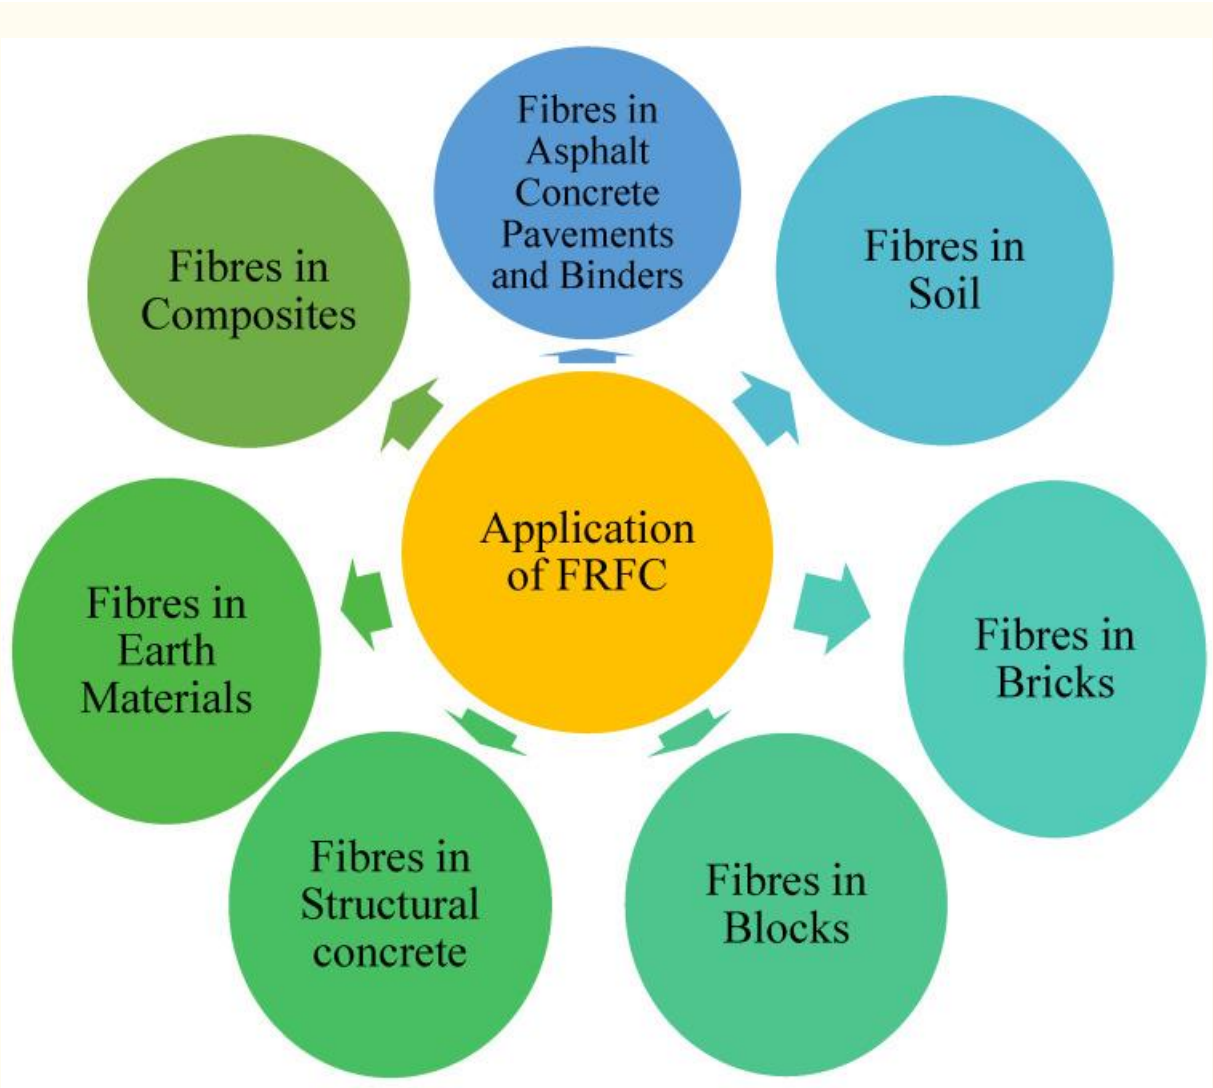 Fibres in
Asphalt
Concrete
Pavements
and Binders
Fibres in
Soil
Fibres in
Composites
Application
of FRFC
Fibres in
Earth
Materials
Fibres in
Bricks
Fibres in
Structural
concrete
Fibres in
Blocks